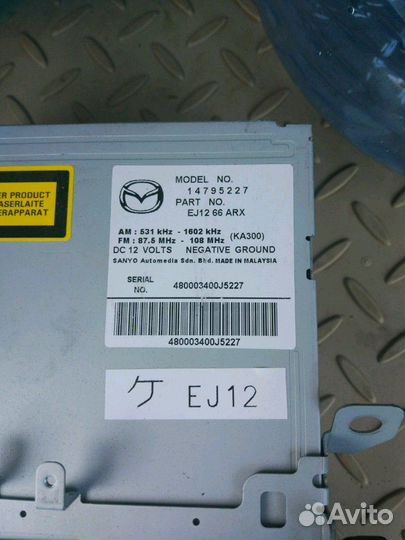 ER PRODUCT
ASERLAITE
ERAPPARAT
MODEL NO.
14795227
PART NO.
EJ12 66 ARX
AM : 531 kHz - 1602 kHz
FM : 87.5 MHz - 108 MHz (KA300)
DC 12 VOLTS NEGATIVE GROUND
SANYO Automedia Sdn. Bhd. MADE IN MALAYSIA
SERIAL NO. 480003400J5227
480003400J5227
ケ EJ12
Avito